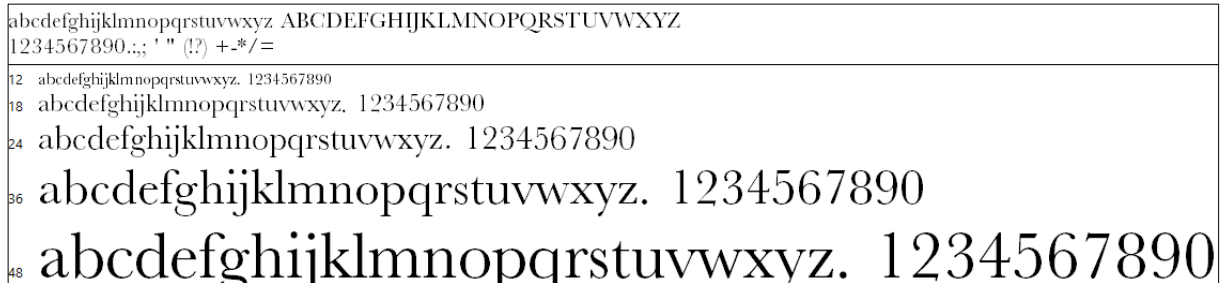 abcdefghijklmnopqrstuvwxyz ABCDEFGHIJKLMNOPQRSTUVWXYZ
1234567890.:,; ' " (!?) +-*/=
12 abcdefghijklmnopqrstuvwxyz. 1234567890
18 abcdefghijklmnopqrstuvwxyz. 1234567890
24 abcdefghijklmnopqrstuvwxyz. 1234567890
36 abcdefghijklmnopqrstuvwxyz. 1234567890
48 abcdefghijklmnopqrstuvwxyz. 1234567890